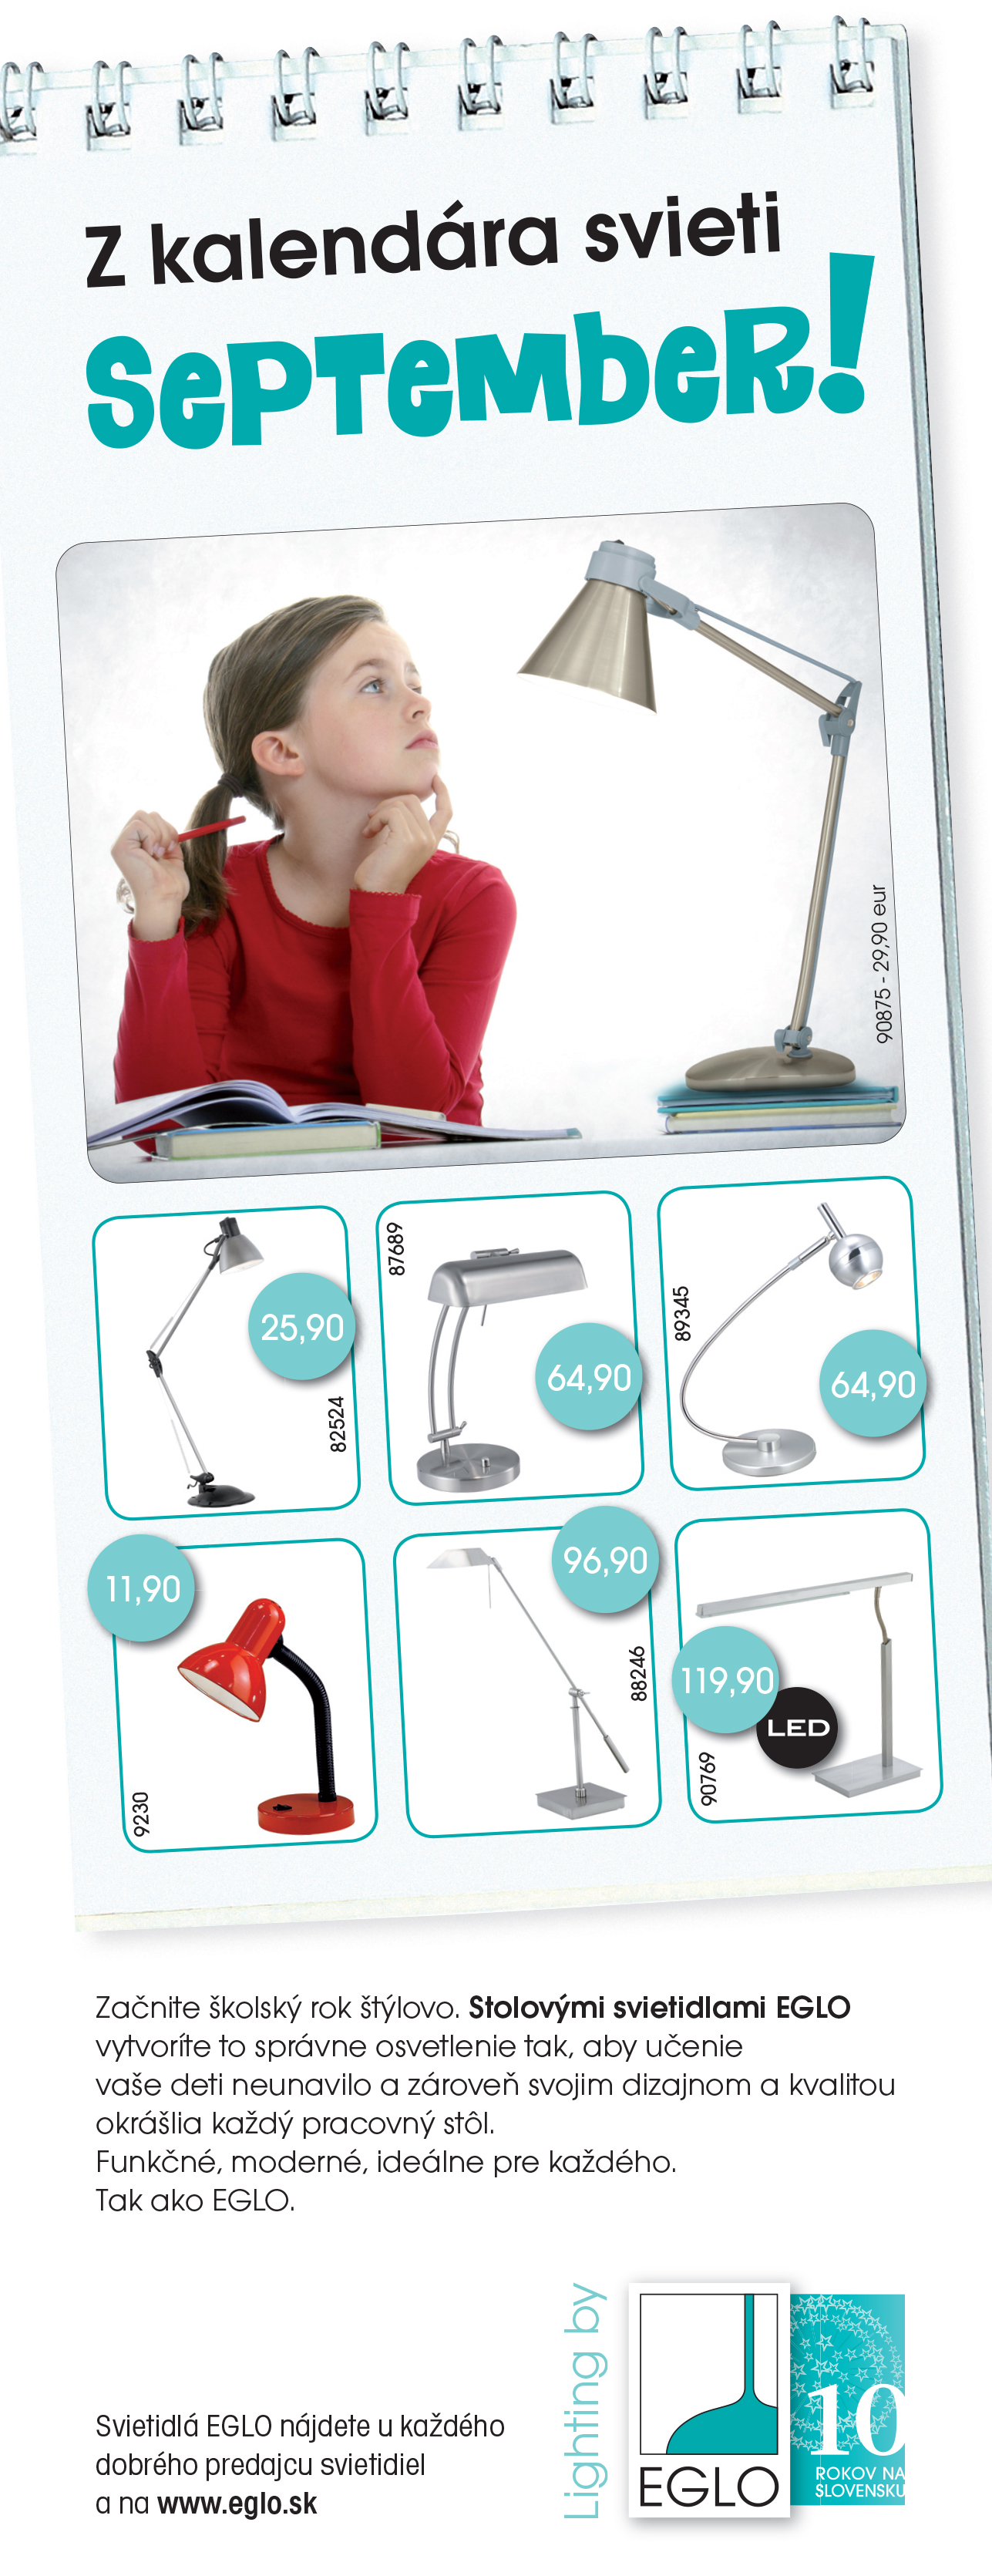 Z kalendára svieti
SEPTEMBER!
90875 - 29,90 eur
25,90
82524
87689
64,90
89345
64,90
11,90
9230
96,90
88246
119,90
LED
90769
Začnite školský rok štýlovo. Stolovými svietidlami EGLO
vytvoríte to správne osvetlenie tak, aby učenie
vaše deti neunavilo a zároveň svojim dizajnom a kvalitou
okrášlia každý pracovný stôl.
Funkčné, moderné, ideálne pre každého.
Tak ako EGLO.
Svietidlá EGLO nájdete u každého
dobrého predajcu svietidiel
a na www.eglo.sk
Lighting by
EGLO
10
ROKOV NA
SLOVENSKU